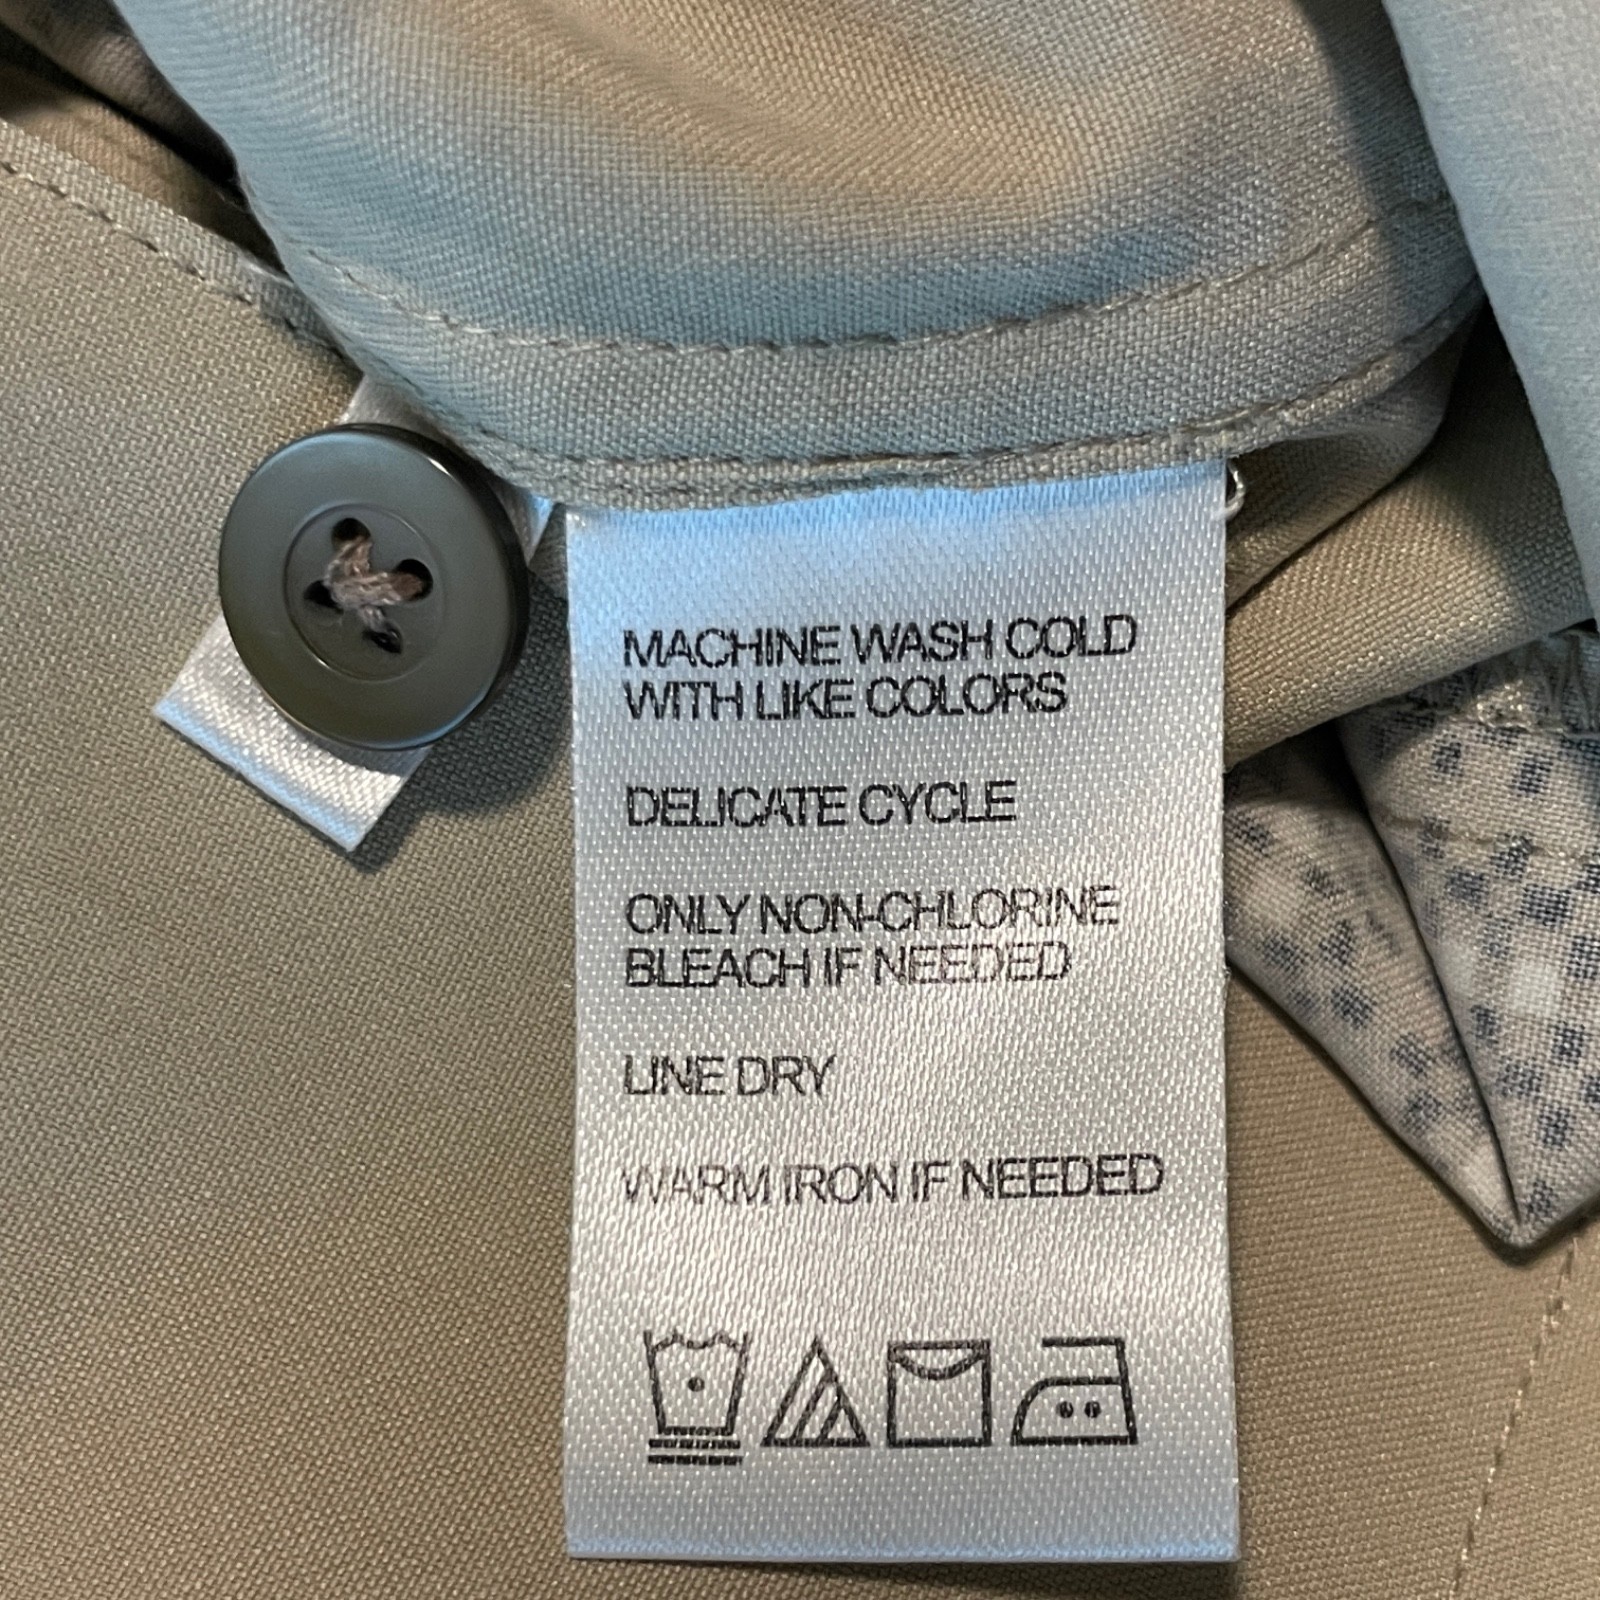 MACHINE WASH COLD
WITH LIKE COLORS
DELICATE CYCLE
ONLY NON-CHLORINE
BLEACH IF NEEDED
LINE DRY
WARM IRON IF NEEDED